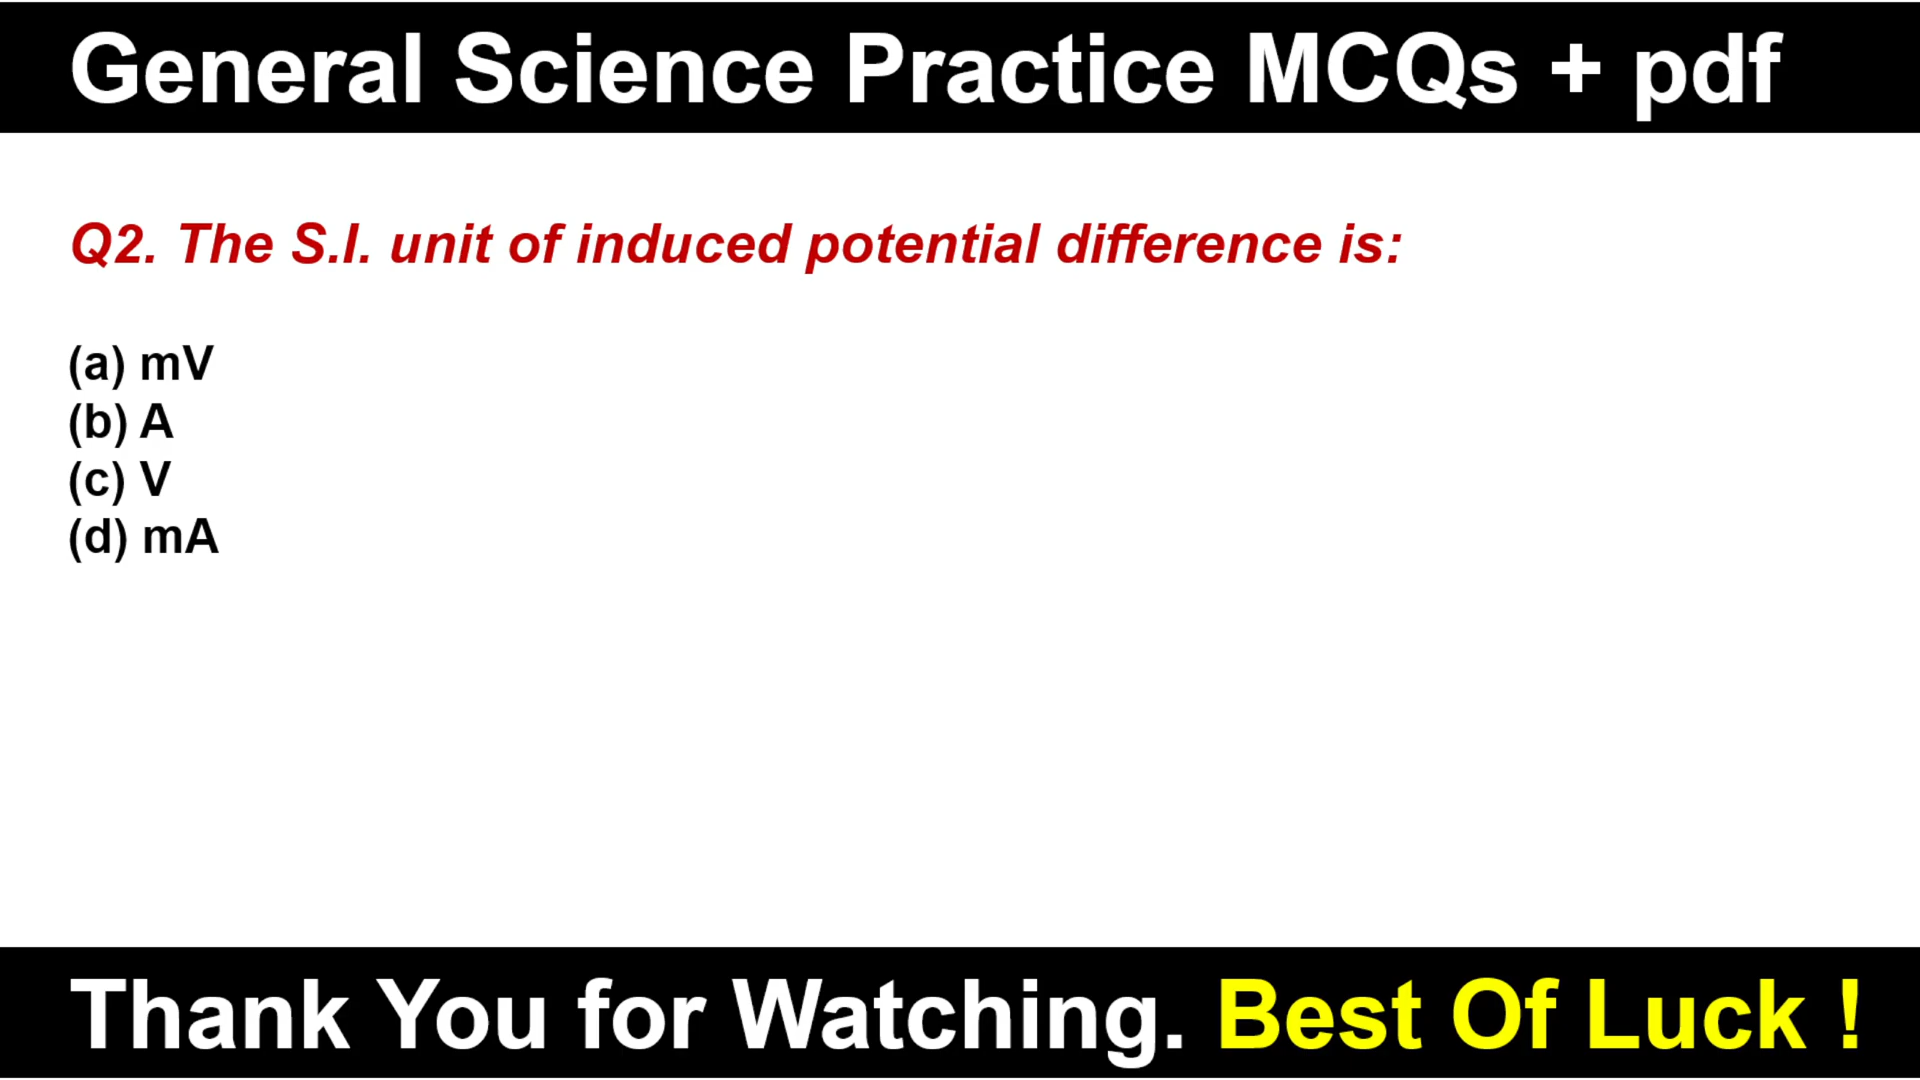 General Science Practice MCQs + pdf
Q2. The S.I. unit of induced potential difference is:
(a) mV
(b) A
(c) V
(d) mA
Thank You for Watching. Best Of Luck !